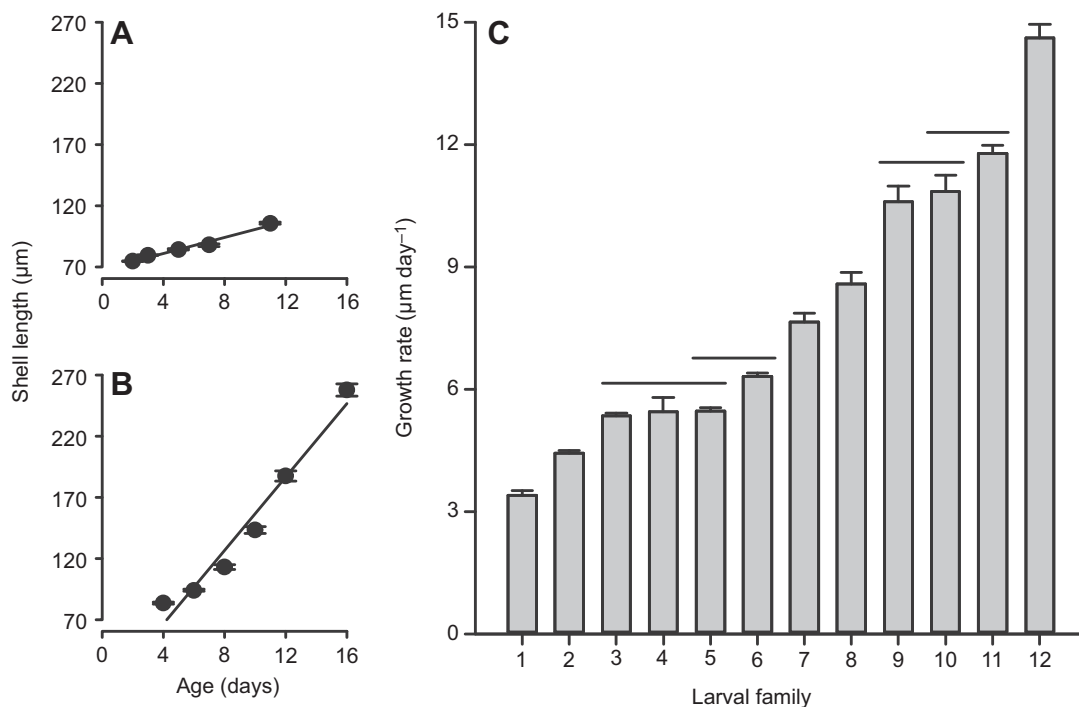 A
270
220
170
120
70
0 4 8 12 16
B
270
220
170
120
70
0 4 8 12 16
Age (days)
Shell length (µm)
C
15
12
9
6
3
0
Growth rate (µm day⁻¹)
1 2 3 4 5 6 7 8 9 10 11 12
Larval family